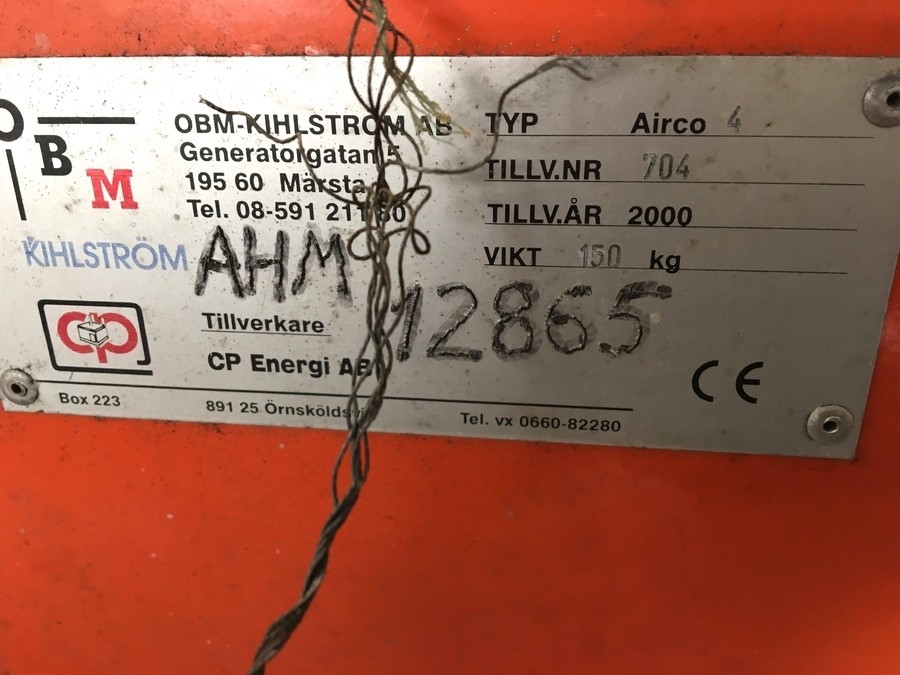 O
B
M
OBM-KIHLSTRÖM AB
Generatorgatan 5
195 60 Märsta
Tel. 08-591 211 80
KIHLSTRÖM
AHM 12865
TYP Airco 4
TILLV.NR 704
TILLV.ÅR 2000
VIKT 150 kg
cp
Tillverkare
CP Energi AB
CE
Box 223
891 25
Tel. vx 0660-82280